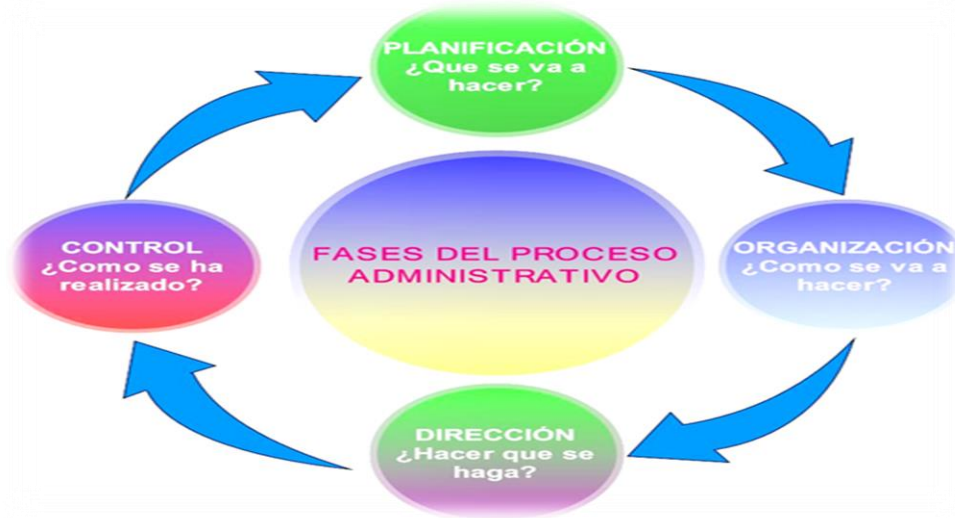 PLANIFICACIÓN
¿Que se va a
hacer?
FASES DEL PROCESO
ADMINISTRATIVO
CONTROL
¿Como se ha
realizado?
ORGANIZACIÓN
¿Como se va a
hacer?
DIRECCIÓN
¿Hacer que se
haga?